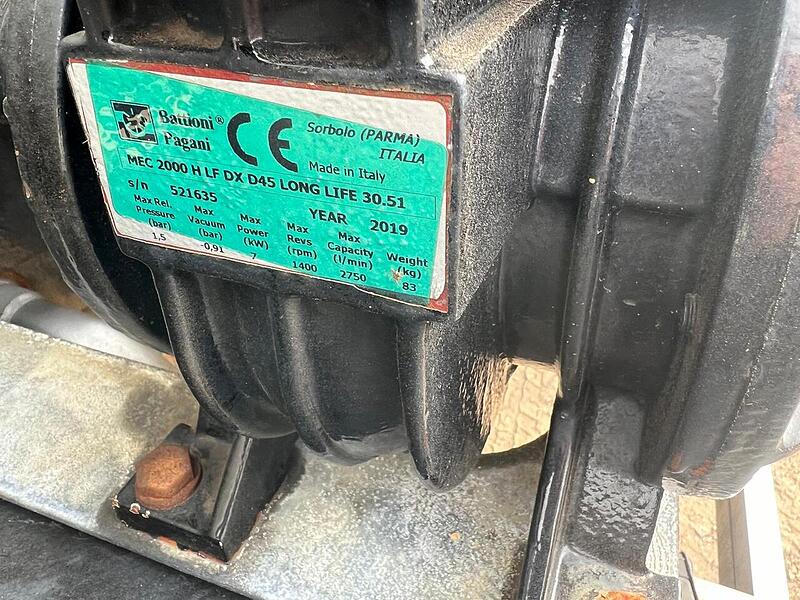 Battioni®
Pagani
CE
Sorbolo (PARMA)
ITALIA
Made in Italy
MEC 2000 H LF DX D45 LONG LIFE 30.51
s/n 521635 YEAR 2019
Max Rel. Pressure (bar) Max Vacuum (bar) Max Power (kW) Max Revs (rpm) Max Capacity (l/min) Weight (kg)
1,5 -0,91 7 1400 2750 83